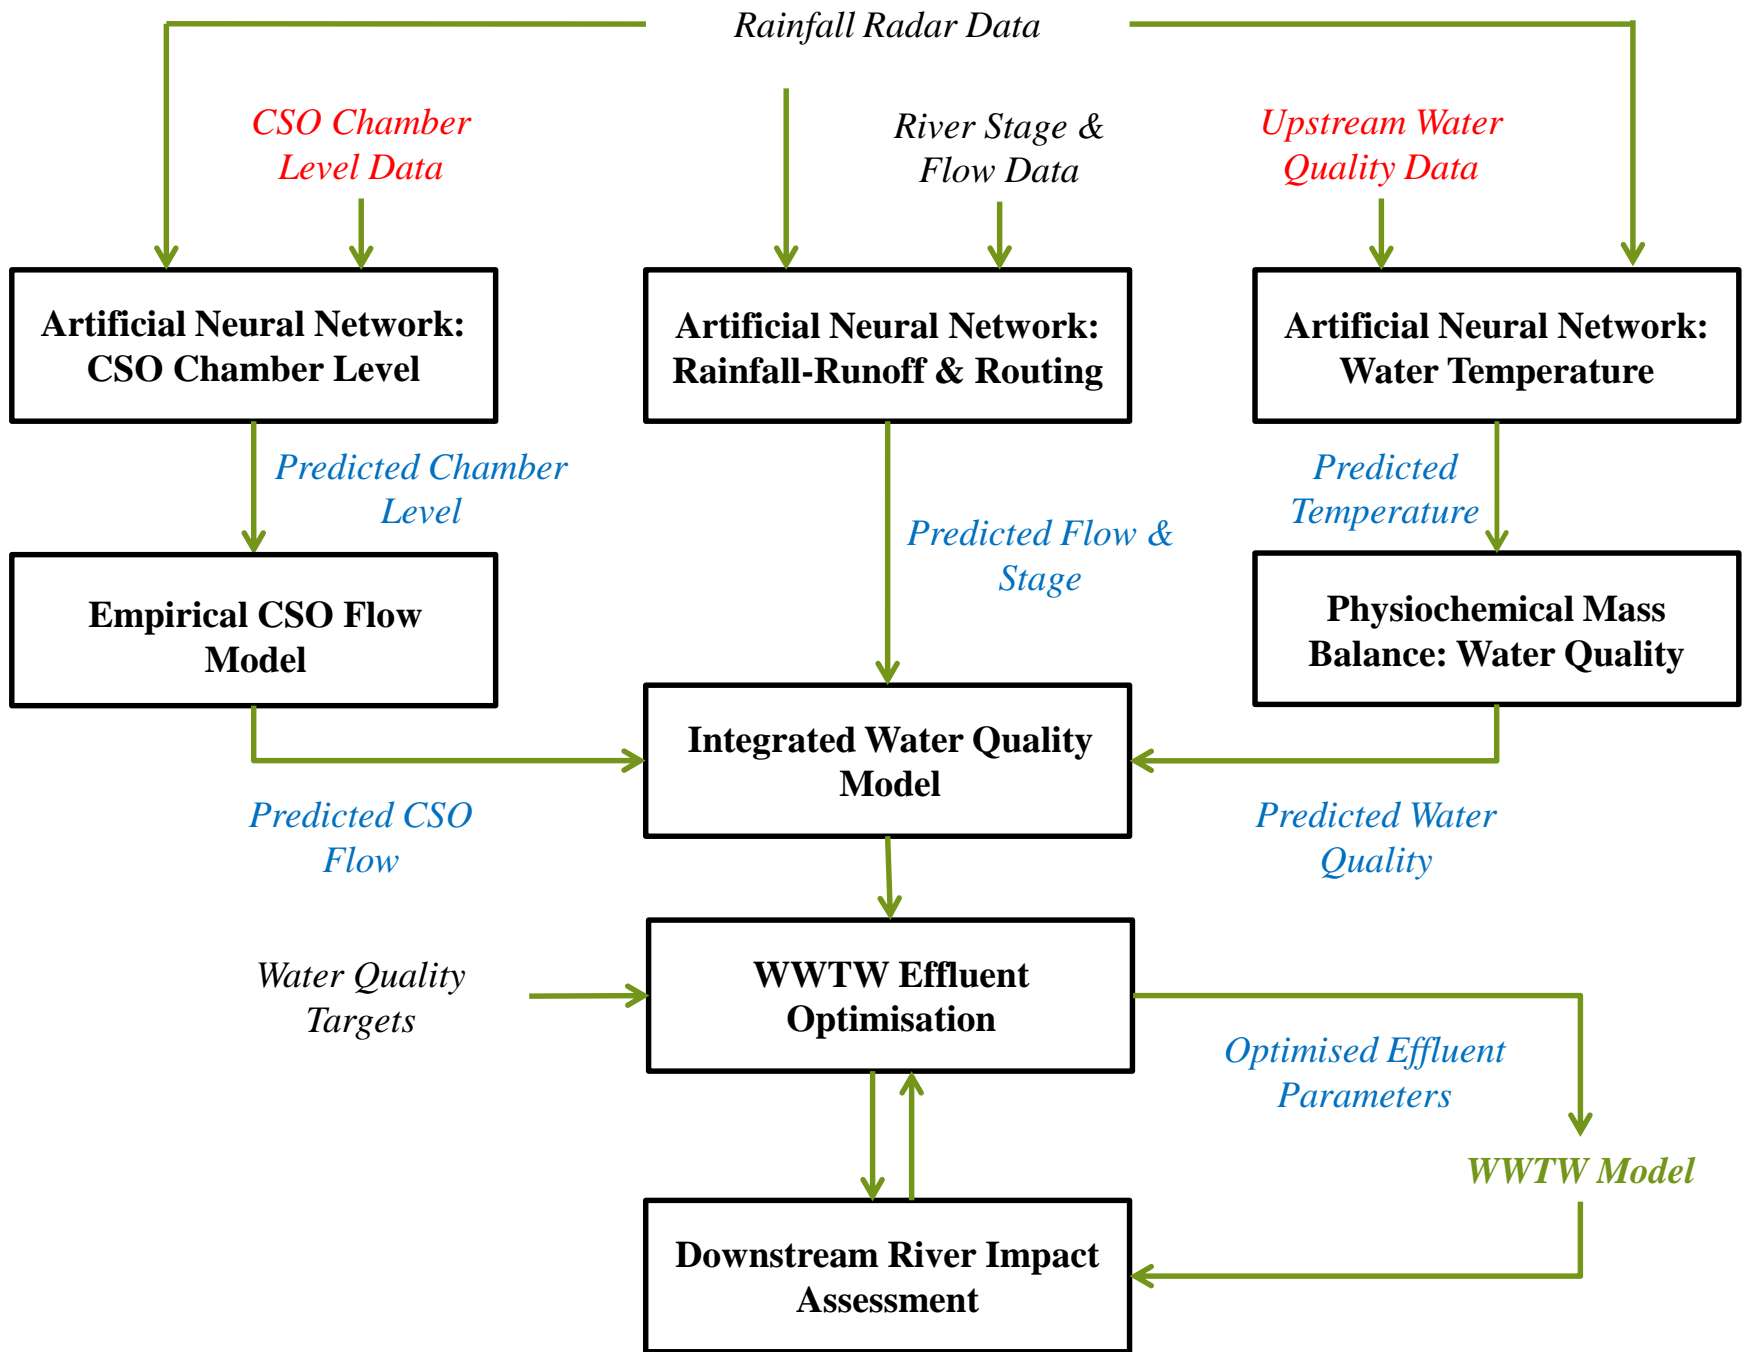 Rainfall Radar Data
CSO Chamber
Level Data
River Stage &
Flow Data
Upstream Water
Quality Data
Artificial Neural Network:
CSO Chamber Level
Artificial Neural Network:
Rainfall-Runoff & Routing
Artificial Neural Network:
Water Temperature
Predicted Chamber
Level
Predicted Flow &
Stage
Predicted
Temperature
Empirical CSO Flow
Model
Physiochemical Mass
Balance: Water Quality
Integrated Water Quality
Model
Predicted CSO
Flow
Predicted Water
Quality
Water Quality
Targets
WWTW Effluent
Optimisation
Optimised Effluent
Parameters
WWTW Model
Downstream River Impact
Assessment